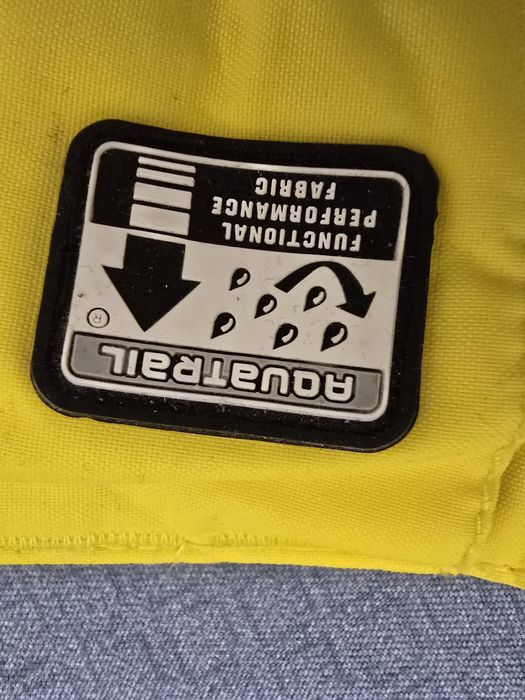 AQUATRAIL
®
FUNCTIONAL
PERFORMANCE
FABRIC